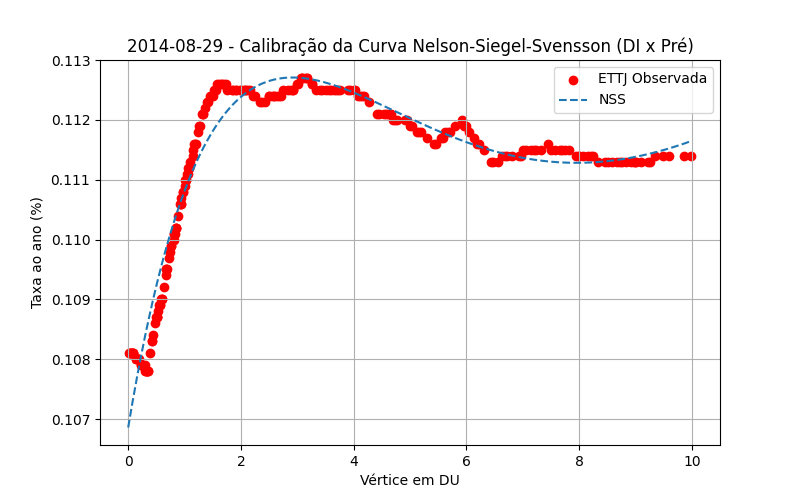 2014-08-29 - Calibração da Curva Nelson-Siegel-Svensson (DI x Pré)
0.113
0.112
0.111
0.110
0.109
0.108
0.107
Taxa ao ano (%)
ETTJ Observada
NSS
0 2 4 6 8 10
Vértice em DU